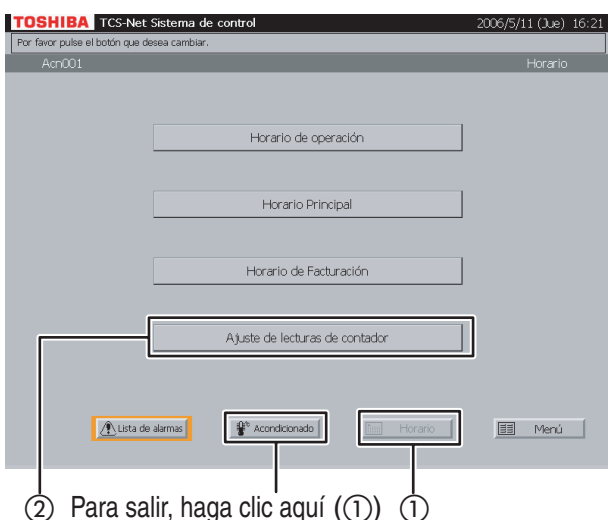 TOSHIBA TCS-Net Sistema de control 2006/5/11 (Jue) 16:21
Por favor pulse el botón que desea cambiar.
Acn001 Horario
Horario de operación
Horario Principal
Horario de Facturación
Ajuste de lecturas de contador
Lista de alarmas Acondicionado Horario Menú
② Para salir, haga clic aquí (①) ①